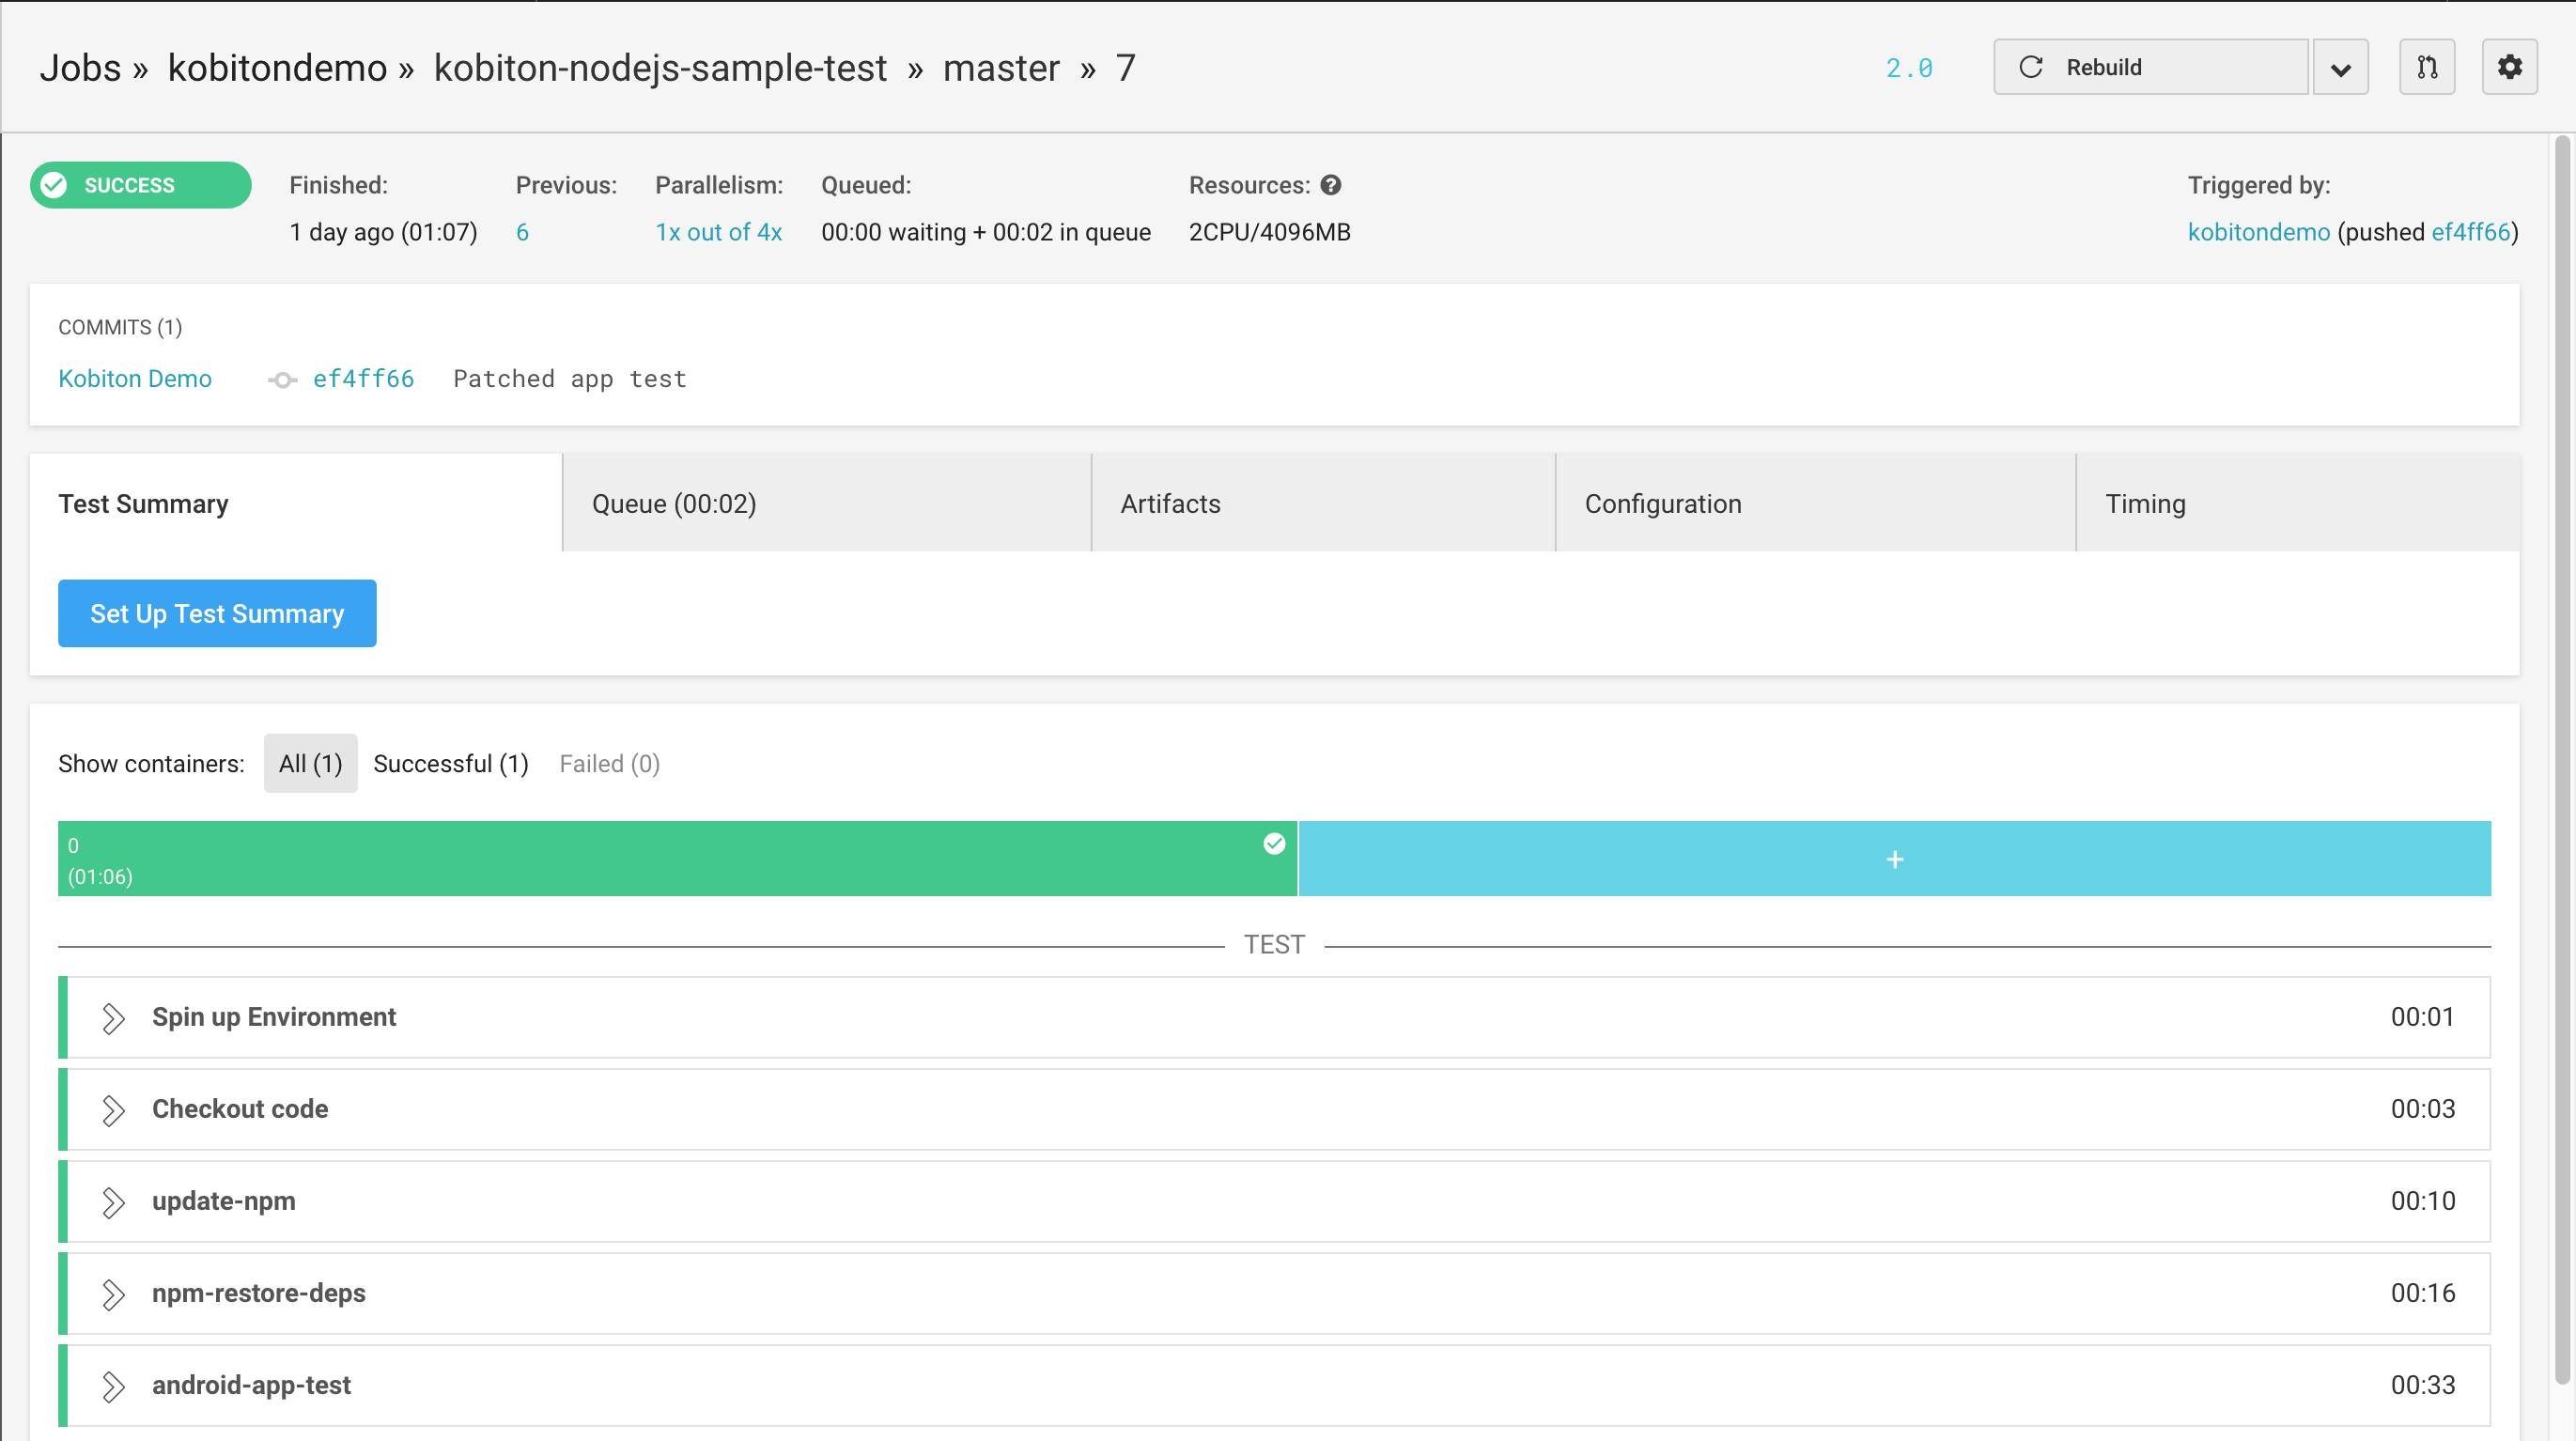 Jobs » kobitondemo » kobiton-nodejs-sample-test » master » 7
2.0
Rebuild
SUCCESS
Finished:
1 day ago (01:07)
Previous:
6
Parallelism:
1x out of 4x
Queued:
00:00 waiting + 00:02 in queue
Resources:
2CPU/4096MB
Triggered by:
kobitondemo (pushed ef4ff66)
COMMITS (1)
Kobiton Demo ef4ff66 Patched app test
Test Summary
Queue (00:02)
Artifacts
Configuration
Timing
Set Up Test Summary
Show containers: All (1) Successful (1) Failed (0)
0
(01:06)
+
TEST
Spin up Environment 00:01
Checkout code 00:03
update-npm 00:10
npm-restore-deps 00:16
android-app-test 00:33